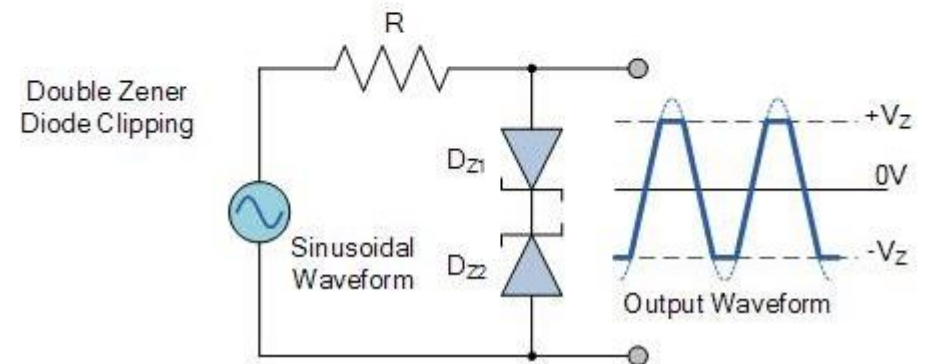 R
Double Zener
Diode Clipping
+VZ
DZ1
0V
Sinusoidal
Waveform
DZ2
-VZ
Output Waveform